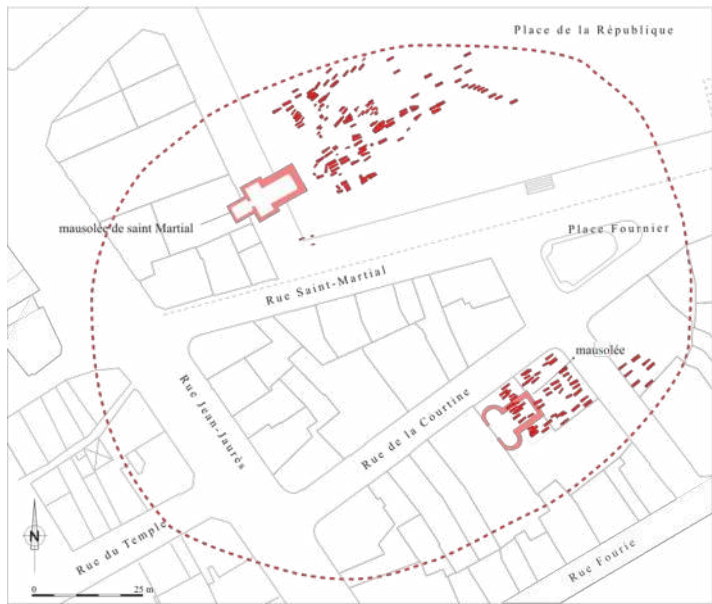 Place de la République
mausolée de saint Martial
Place Fournier
Rue Saint-Martial
mausolée
Rue Jean-Jaurès
Rue de la Courtine
N
Rue du Temple
Rue Fourie
0 25 m